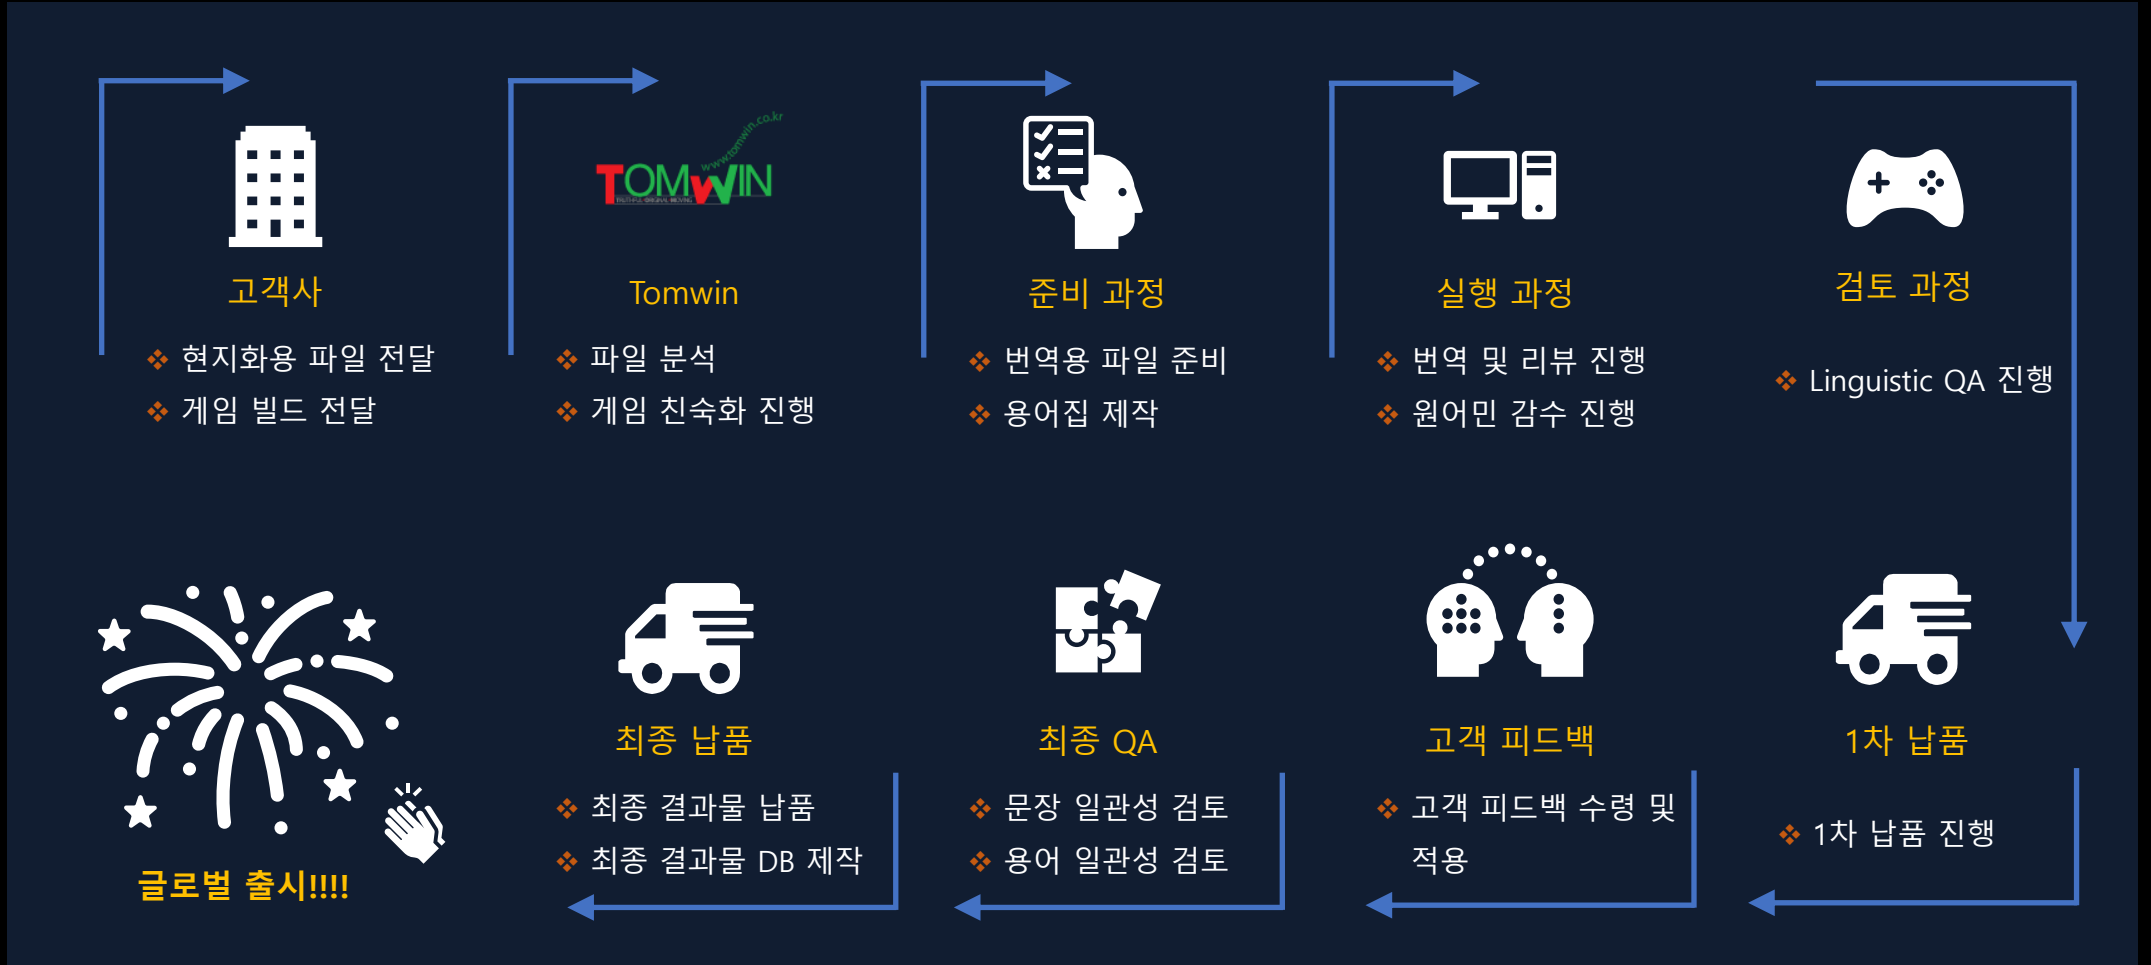 고객사
현지화용 파일 전달
게임 빌드 전달
www.tomwin.co.kr
TOMWIN
TRUTHFUL ORIGINAL MOVING
Tomwin
파일 분석
게임 친숙화 진행
준비 과정
번역용 파일 준비
용어집 제작
실행 과정
번역 및 리뷰 진행
원어민 감수 진행
검토 과정
Linguistic QA 진행
1차 납품
1차 납품 진행
고객 피드백
고객 피드백 수령 및
적용
최종 QA
문장 일관성 검토
용어 일관성 검토
최종 납품
최종 결과물 납품
최종 결과물 DB 제작
글로벌 출시!!!!